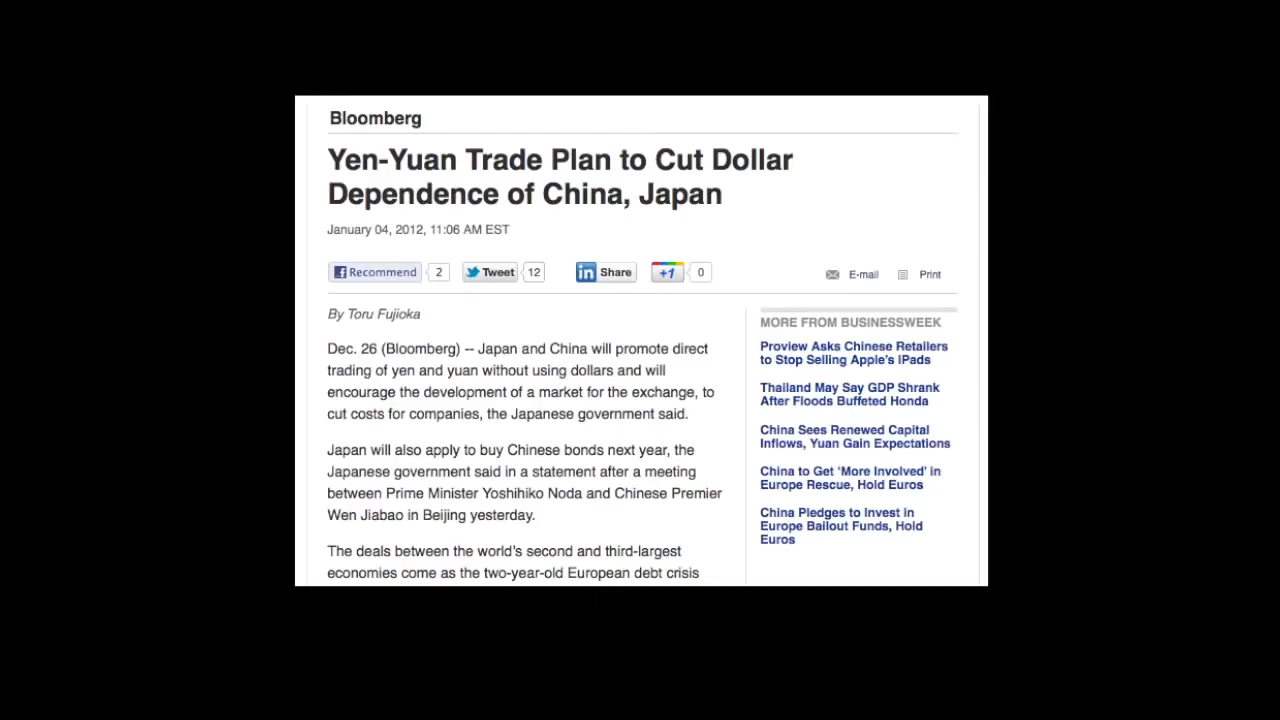 Bloomberg
Yen-Yuan Trade Plan to Cut Dollar
Dependence of China, Japan
January 04, 2012, 11:06 AM EST
Recommend 2 Tweet 12 in Share +1 0 E-mail Print
By Toru Fujioka
Dec. 26 (Bloomberg) -- Japan and China will promote direct
trading of yen and yuan without using dollars and will
encourage the development of a market for the exchange, to
cut costs for companies, the Japanese government said.
Japan will also apply to buy Chinese bonds next year, the
Japanese government said in a statement after a meeting
between Prime Minister Yoshihiko Noda and Chinese Premier
Wen Jiabao in Beijing yesterday.
The deals between the world's second and third-largest
economies come as the two-year-old European debt crisis
MORE FROM BUSINESSWEEK
Proview Asks Chinese Retailers
to Stop Selling Apple's IPads
Thailand May Say GDP Shrank
After Floods Buffeted Honda
China Sees Renewed Capital
Inflows, Yuan Gain Expectations
China to Get ‘More Involved’ in
Europe Rescue, Hold Euros
China Pledges to Invest in
Europe Bailout Funds, Hold
Euros